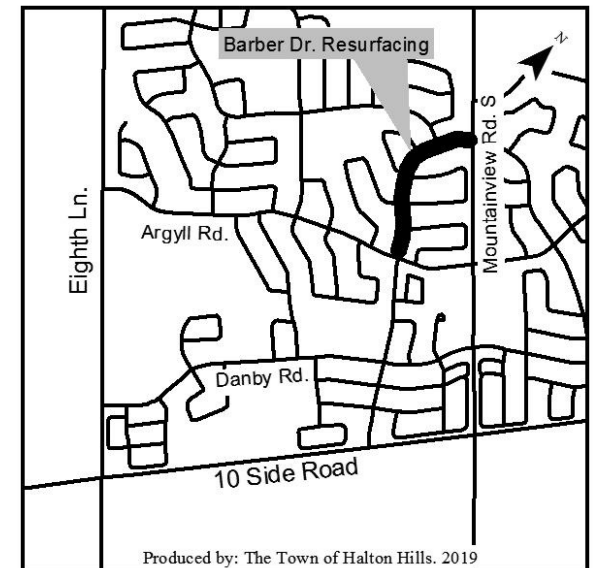 Barber Dr. Resurfacing
N
Mountainview Rd. S
Eighth Ln.
Argyll Rd.
Danby Rd.
10 Side Road
Produced by: The Town of Halton Hills. 2019